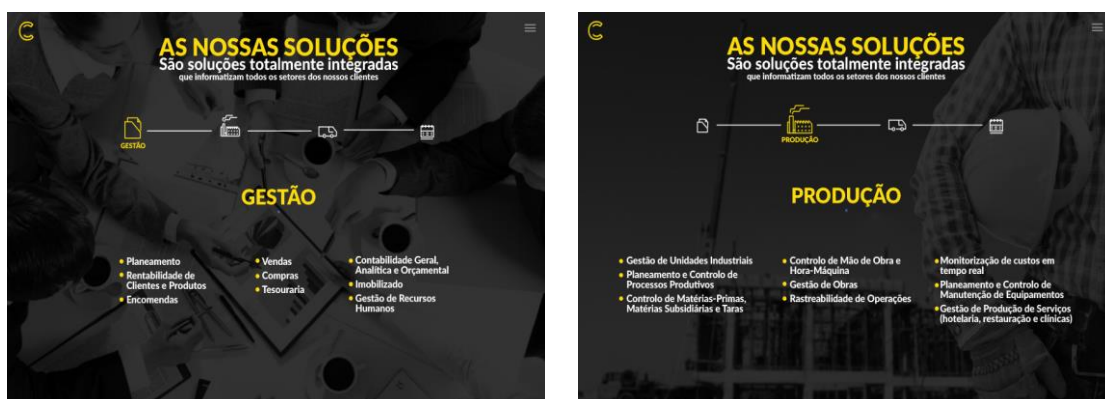 AS NOSSAS SOLUÇÕES
São soluções totalmente integradas
que informatizam todos os setores dos nossos clientes
GESTÃO
GESTÃO
• Planeamento
• Rentabilidade de
Clientes e Produtos
• Encomendas
• Vendas
• Compras
• Tesouraria
• Contabilidade Geral,
Analítica e Orçamental
• Imobilizado
• Gestão de Recursos
Humanos
AS NOSSAS SOLUÇÕES
São soluções totalmente integradas
que informatizam todos os setores dos nossos clientes
PRODUÇÃO
PRODUÇÃO
• Gestão de Unidades Industriais
• Planeamento e Controlo de
Processos Produtivos
• Controlo de Matérias-Primas,
Matérias Subsidiárias e Taras
• Controlo de Mão de Obra e
Hora-Máquina
• Gestão de Obras
• Rastreabilidade de Operações
• Monitorização de custos em
tempo real
• Planeamento e Controlo de
Manutenção de Equipamentos
• Gestão de Produção de Serviços
(hotelaria, restauração e clínicas)